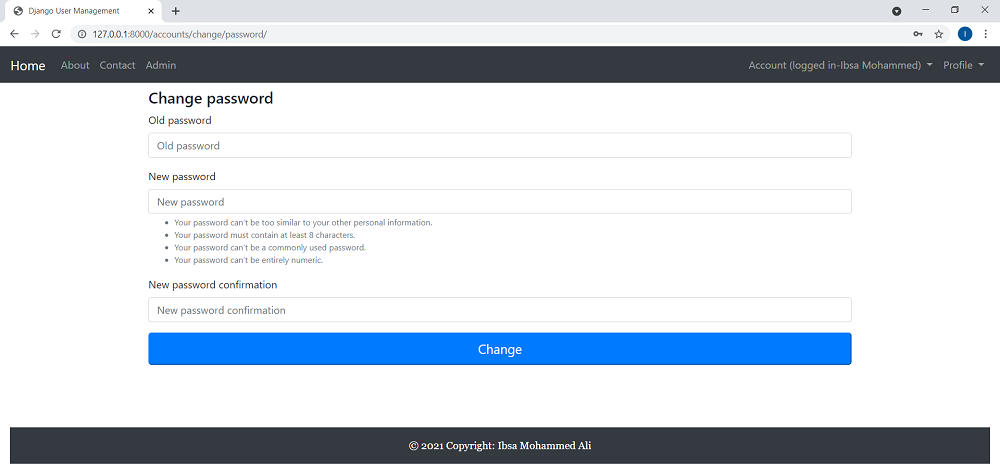 Django User Management
127.0.0.1:8000/accounts/change/password/
I
Home About Contact Admin Account (logged in-Ibsa Mohammed) Profile
Change password
Old password
Old password
New password
New password
Your password can't be too similar to your other personal information.
Your password must contain at least 8 characters.
Your password can't be a commonly used password.
Your password can't be entirely numeric.
New password confirmation
New password confirmation
Change
© 2021 Copyright: Ibsa Mohammed Ali